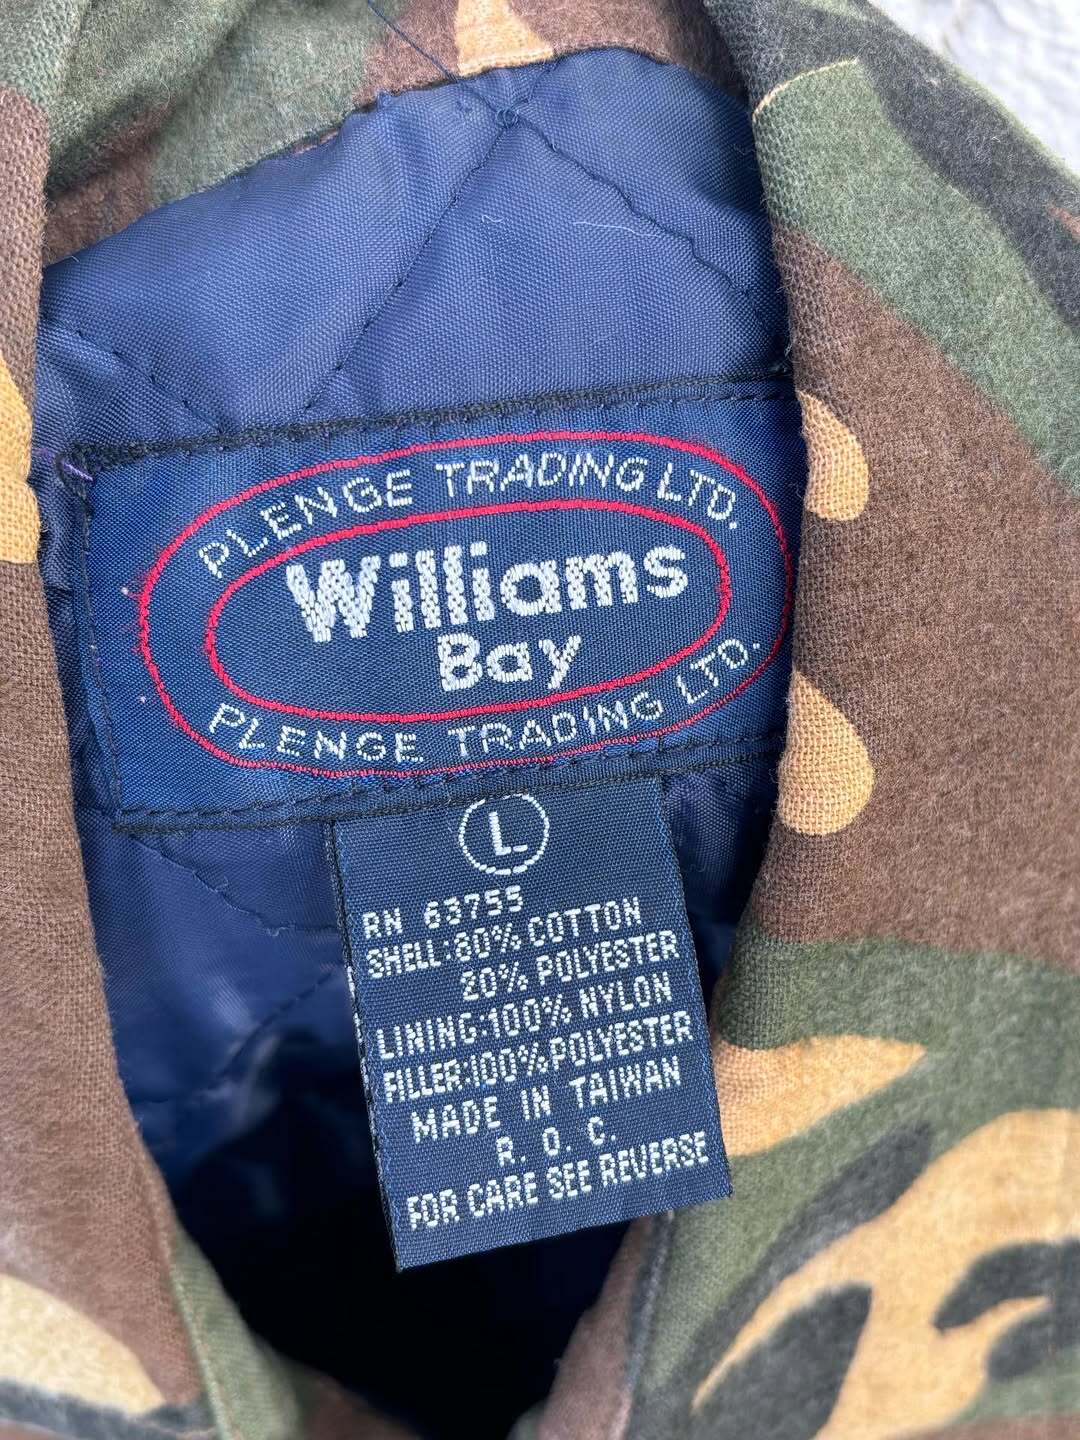 PLENGE TRADING LTD.
Williams
Bay
PLENGE TRADING LTD.
L
RN 63755
SHELL:80% COTTON
20% POLYESTER
LINING:100% NYLON
FILLER:100% POLYESTER
MADE IN TAIWAN
R. O. C.
FOR CARE SEE REVERSE